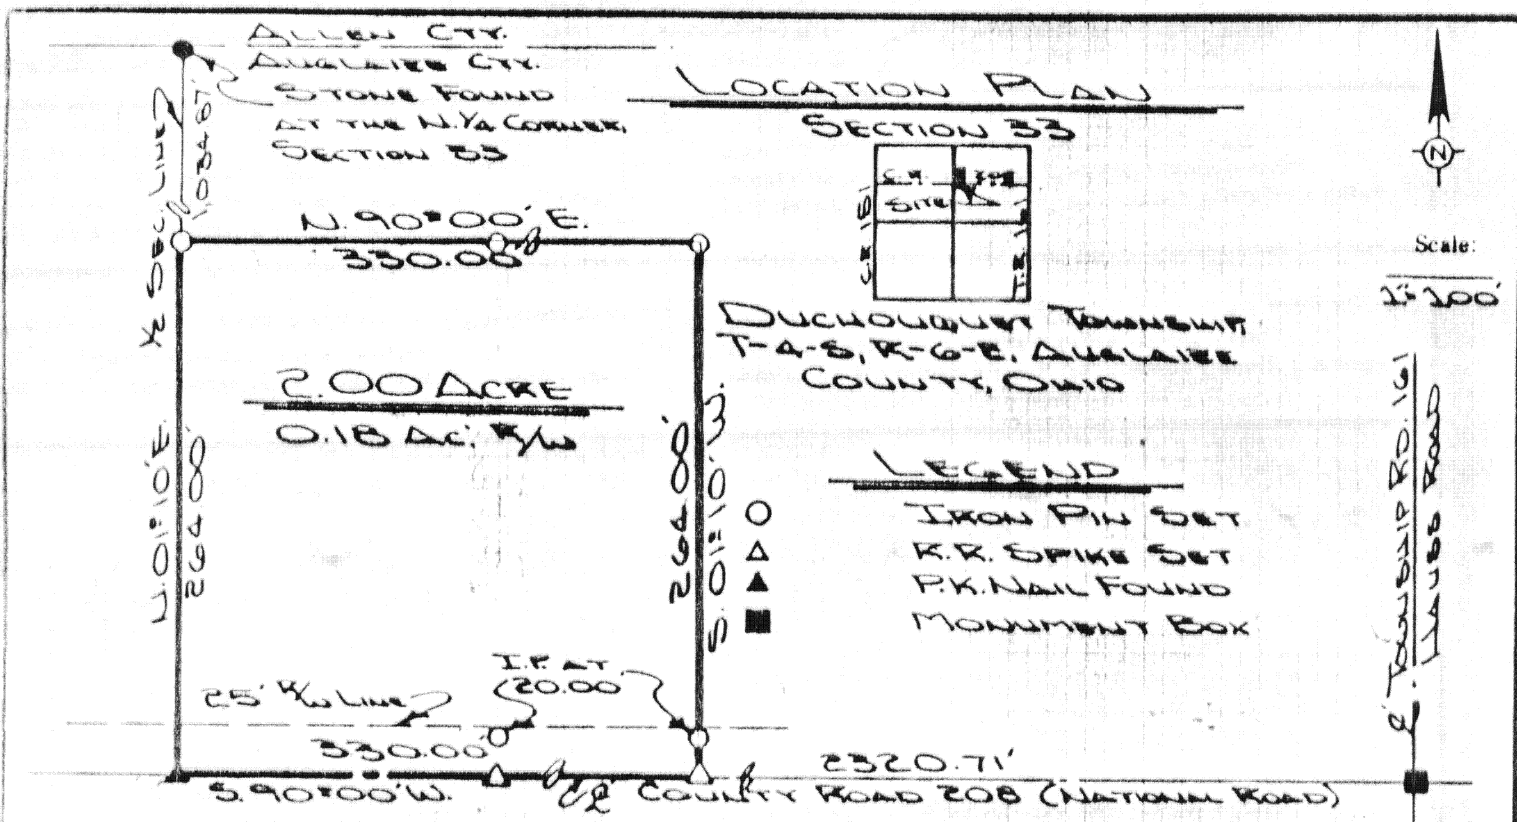 ALLEN CTY.
AUGLAIZE CTY.
STONE FOUND
AT THE N.1/4 CORNER,
SECTION 33
1/2 SEC. LINE
1034.67'
LOCATION PLAN
SECTION 33
SITE
C.R. 15
T.R. 161
N
Scale:
1"=100'
N. 90°00' E.
330.00'
DUCHOUQUET TOWNSHIP,
T-4-S, R-6-E, AUGLAIZE
COUNTY, OHIO
2.00 ACRE
0.18 AC. R/W
N. 01°10' E.
264.00'
264.00'
S. 01°10' W.
LEGEND
IRON PIN SET
R.R. SPIKE SET
P.K. NAIL FOUND
MONUMENT BOX
℄ TOWNSHIP RD. 161
I.P. AT
20.00'
25' R/W LINE
330.00'
2320.71'
S. 90°00' W.
℄ COUNTY ROAD 208 (NATIONAL ROAD)